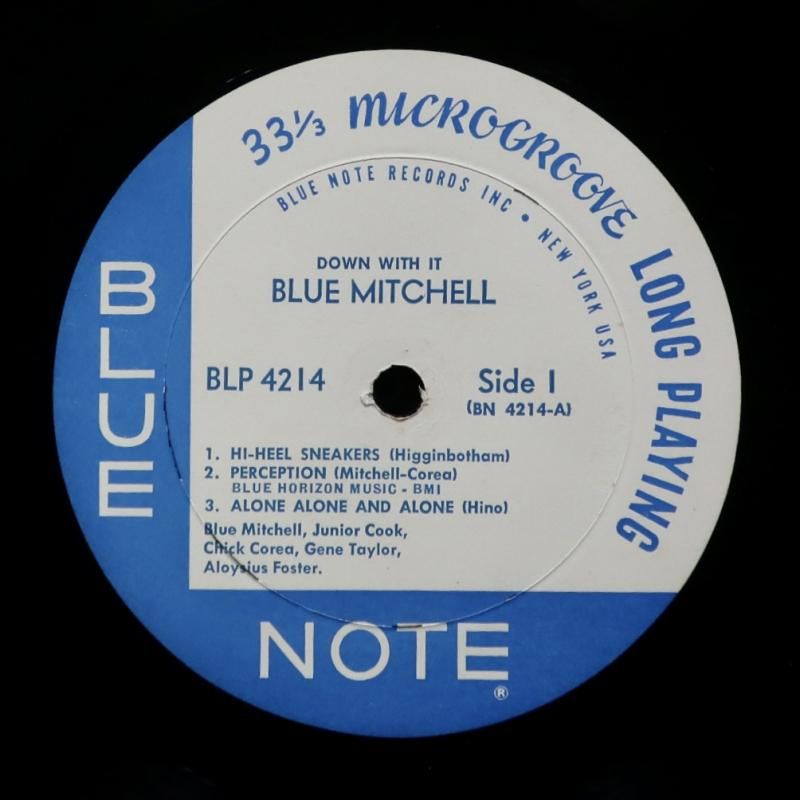 33⅓ MICROGROOVE LONG PLAYING
BLUE NOTE RECORDS INC • NEW YORK USA
DOWN WITH IT
BLUE MITCHELL
BLP 4214
Side 1
(BN 4214-A)
1. HI-HEEL SNEAKERS (Higginbotham)
2. PERCEPTION (Mitchell-Corea)
BLUE HORIZON MUSIC - BMI
3. ALONE ALONE AND ALONE (Hino)
Blue Mitchell, Junior Cook,
Chick Corea, Gene Taylor,
Aloysius Foster.
BLUE
NOTE
®